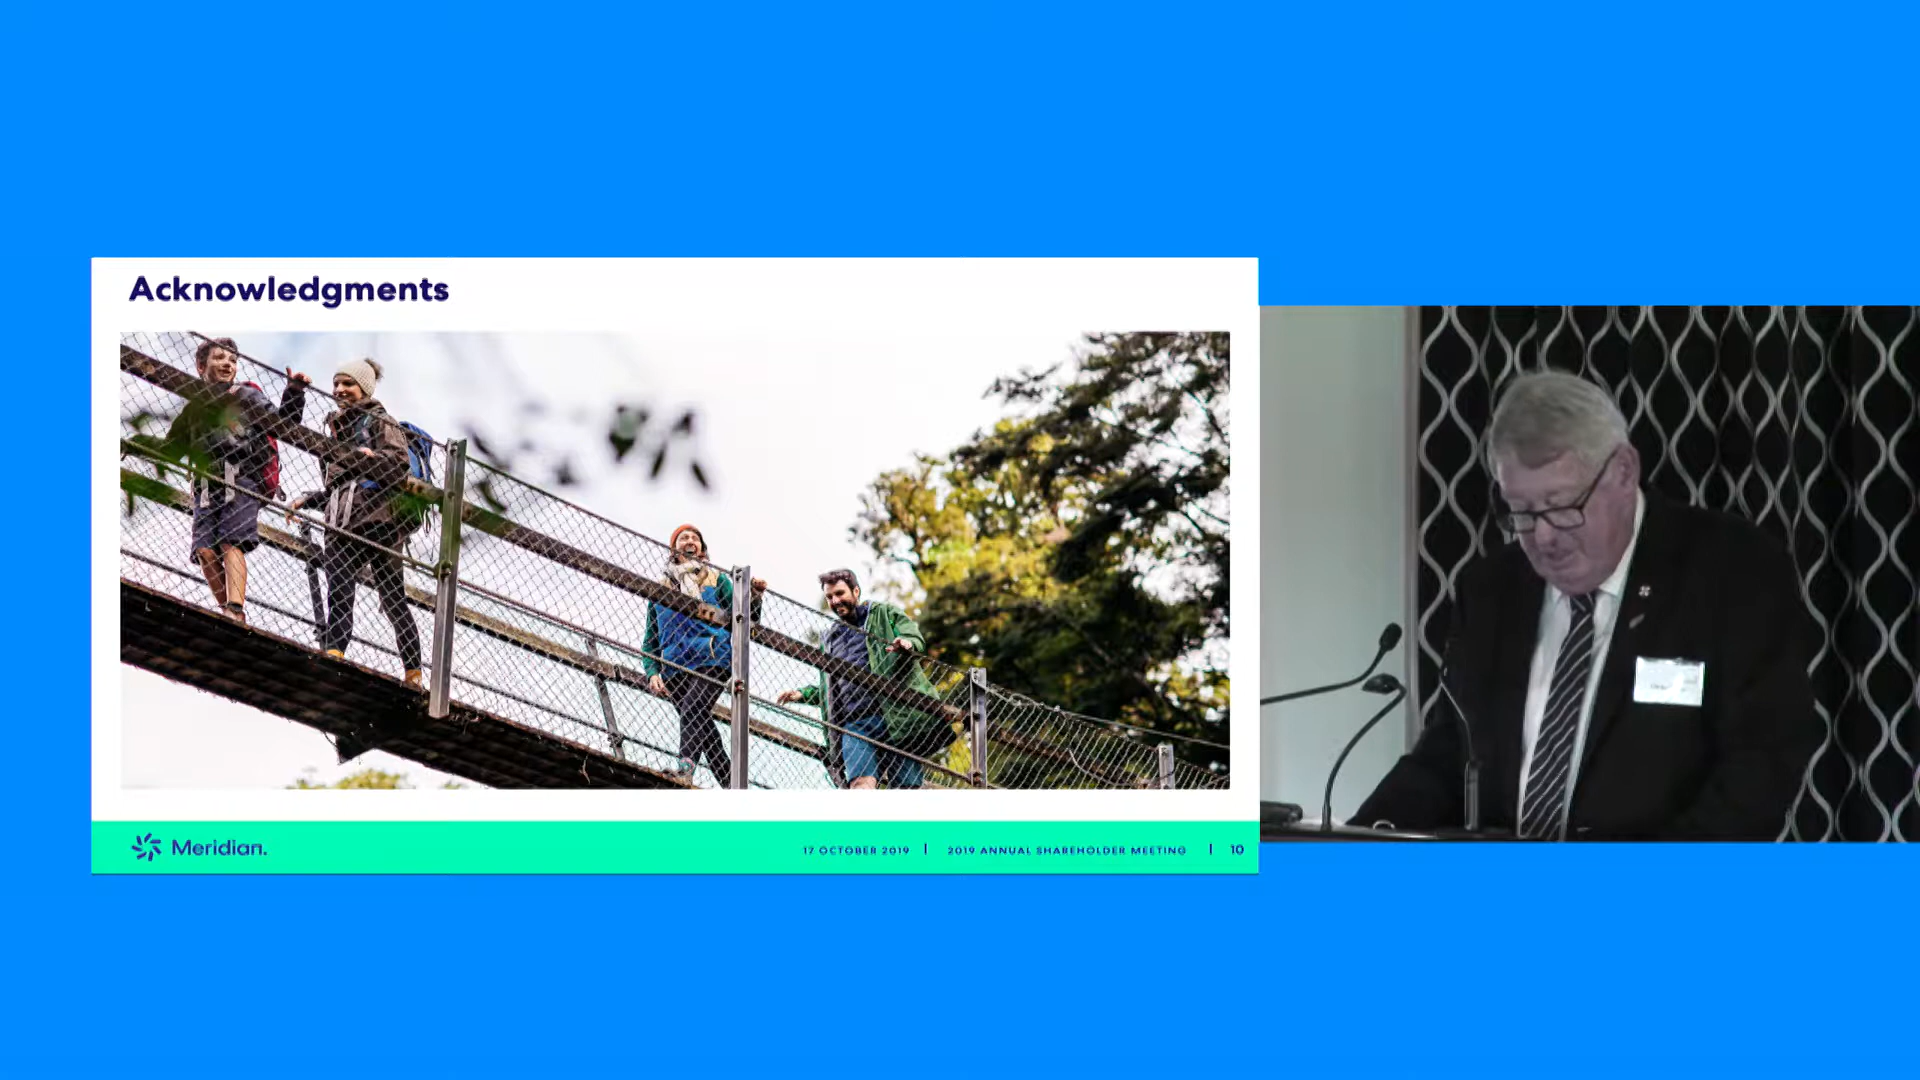 Acknowledgments
Meridian.
17 OCTOBER 2019 | 2019 ANNUAL SHAREHOLDER MEETING | 10